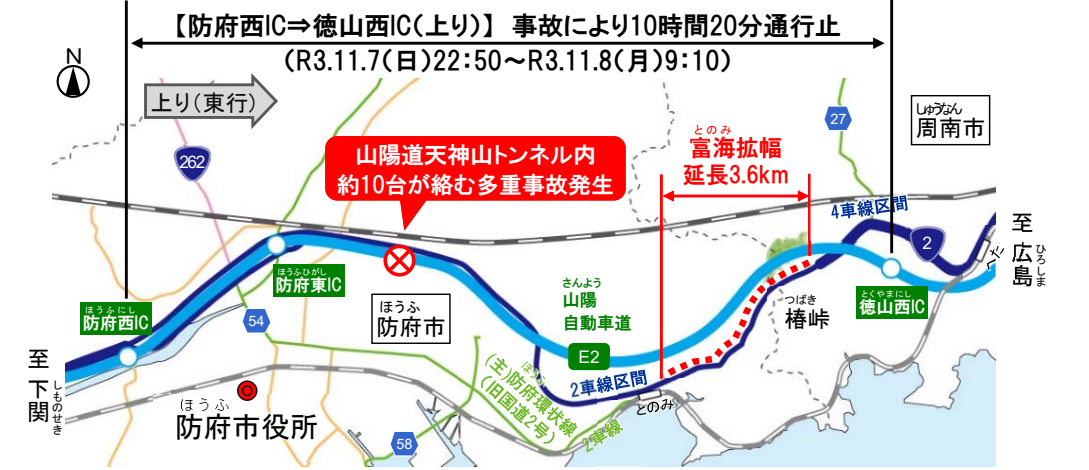 【防府西IC⇒徳山西IC(上り)】 事故により10時間20分通行止
(R3.11.7(日)22:50～R3.11.8(月)9:10)
N
上り(東行)
262
山陽道天神山トンネル内
約10台が絡む多重事故発生
とのみ
富海拡幅
延長3.6km
27
しゅうなん
周南市
4車線区間
2
至
広島
ひろしま
ほうふひがし
防府東IC
ほうふにし
防府西IC
ほうふ
防府市
さんよう
山陽
自動車道
E2
つばき
椿峠
とくやまにし
徳山西IC
54
2車線区間
とのみ
至
下関
しものせき
ほうふ
防府市役所
ほうふ
(主)防府環状線
(旧国道2号)
2車線
58